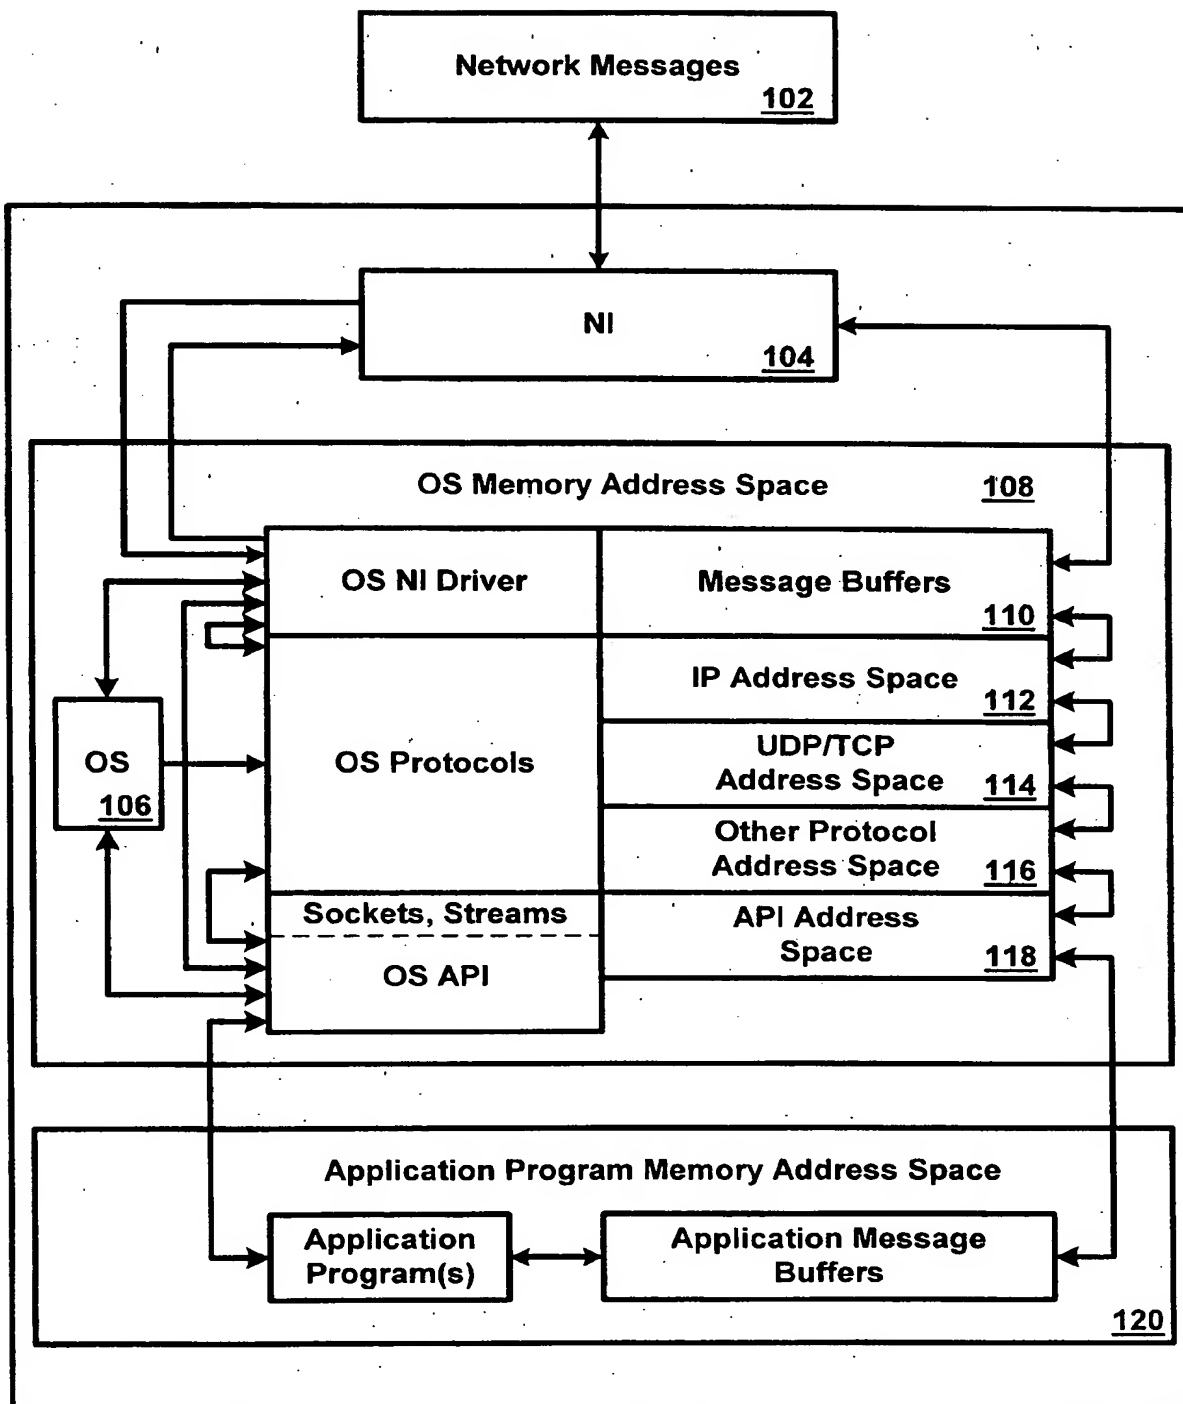 Network Messages
102
NI
104
OS Memory Address Space 108
OS NI Driver
Message Buffers
110
IP Address Space
112
OS
106
OS Protocols
UDP/TCP
Address Space 114
Other Protocol
Address Space 116
Sockets, Streams
OS API
API Address
Space 118
Application Program Memory Address Space
Application
Program(s)
Application Message
Buffers
120